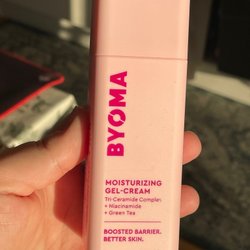 BYOMA
MOISTURIZING
GEL-CREAM
Tri-Ceramide Complex
+ Niacinamide
+ Green Tea
BOOSTED BARRIER.
BETTER SKIN.